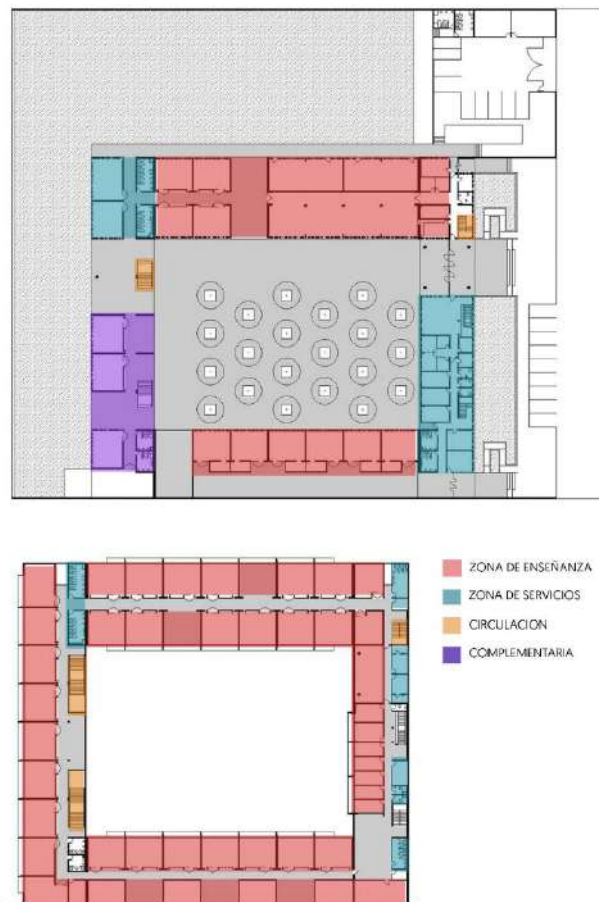 ZONA DE ENSEÑANZA
ZONA DE SERVICIOS
CIRCULACION
COMPLEMENTARIA